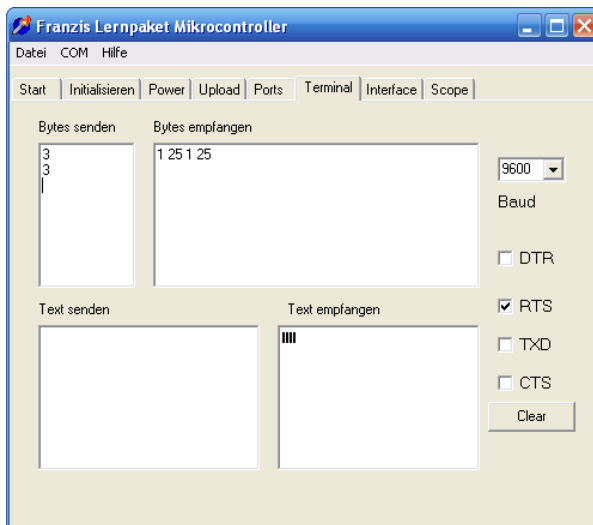 Franzis Lernpaket Mikrocontroller
Datei COM Hilfe
Start Initialisieren Power Upload Ports Terminal Interface Scope
Bytes senden Bytes empfangen
3
3
1 25 1 25
9600
Baud
DTR
RTS
TXD
CTS
Clear
Text senden Text empfangen